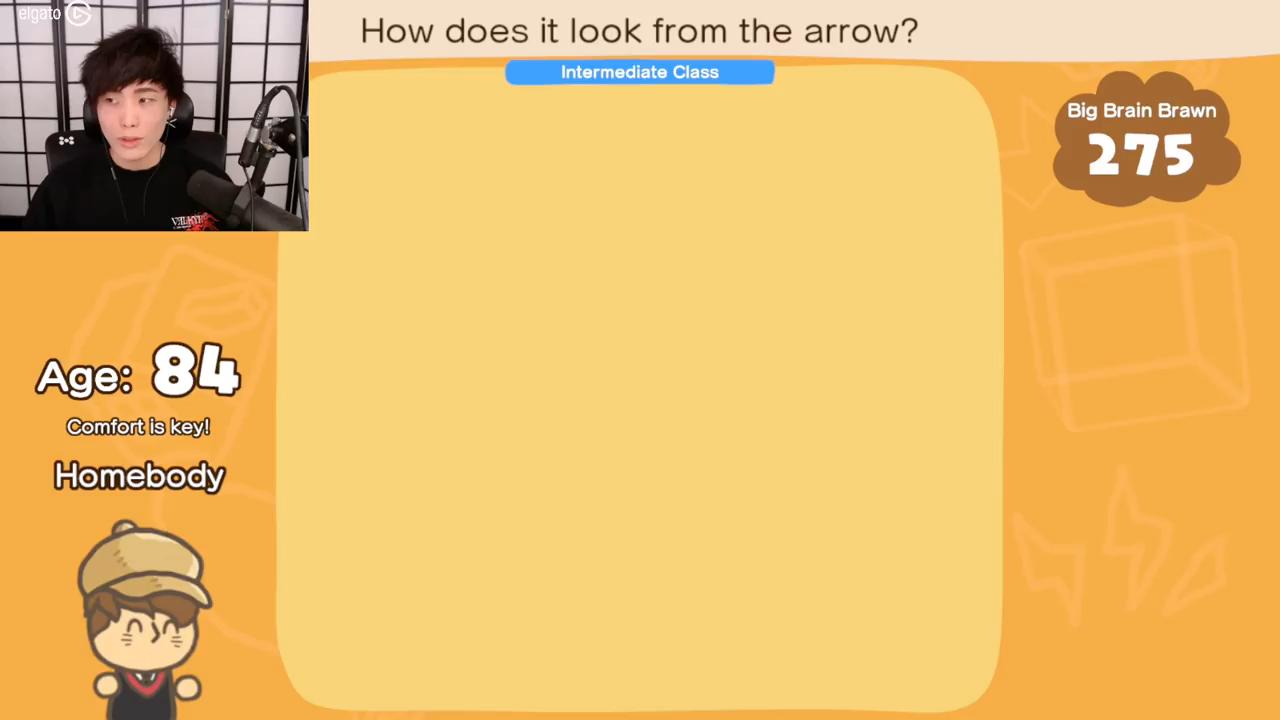 elgato
How does it look from the arrow?
Intermediate Class
Big Brain Brawn
275
VALKYR
Age: 84
Comfort is key!
Homebody